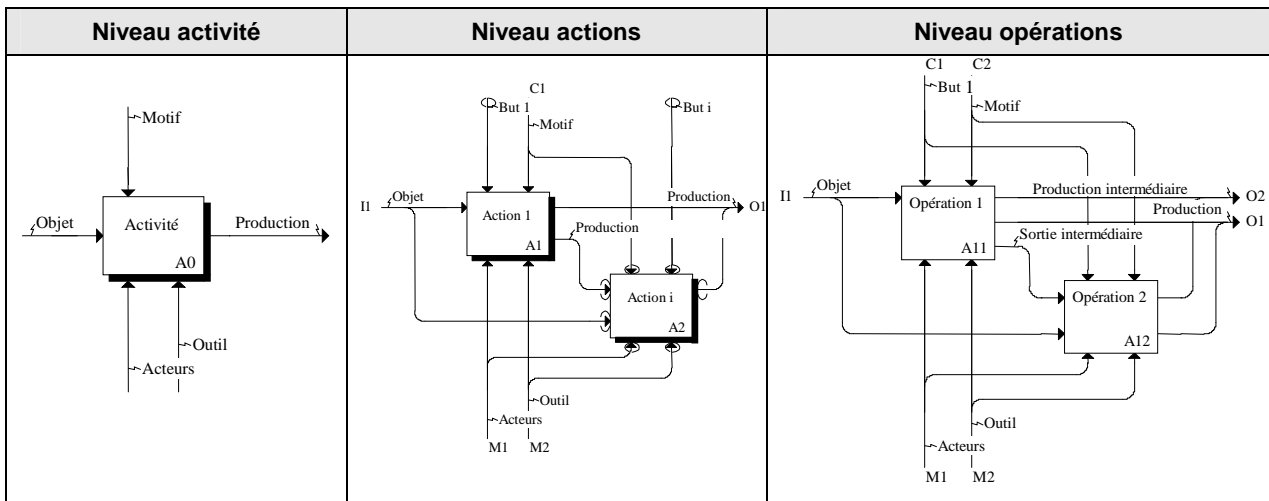 Niveau activité
Niveau actions
Niveau opérations
Motif
Objet
Activité
Production
A0
Outil
Acteurs
C1
But 1
But i
Motif
I1
Objet
Production
O1
Action 1
Production
A1
Action i
A2
Outil
Acteurs
M1
M2
C1
C2
But 1
Motif
I1
Objet
Production intermédiaire
O2
Opération 1
Production
O1
Sortie intermédiaire
A11
Opération 2
A12
Outil
Acteurs
M1
M2